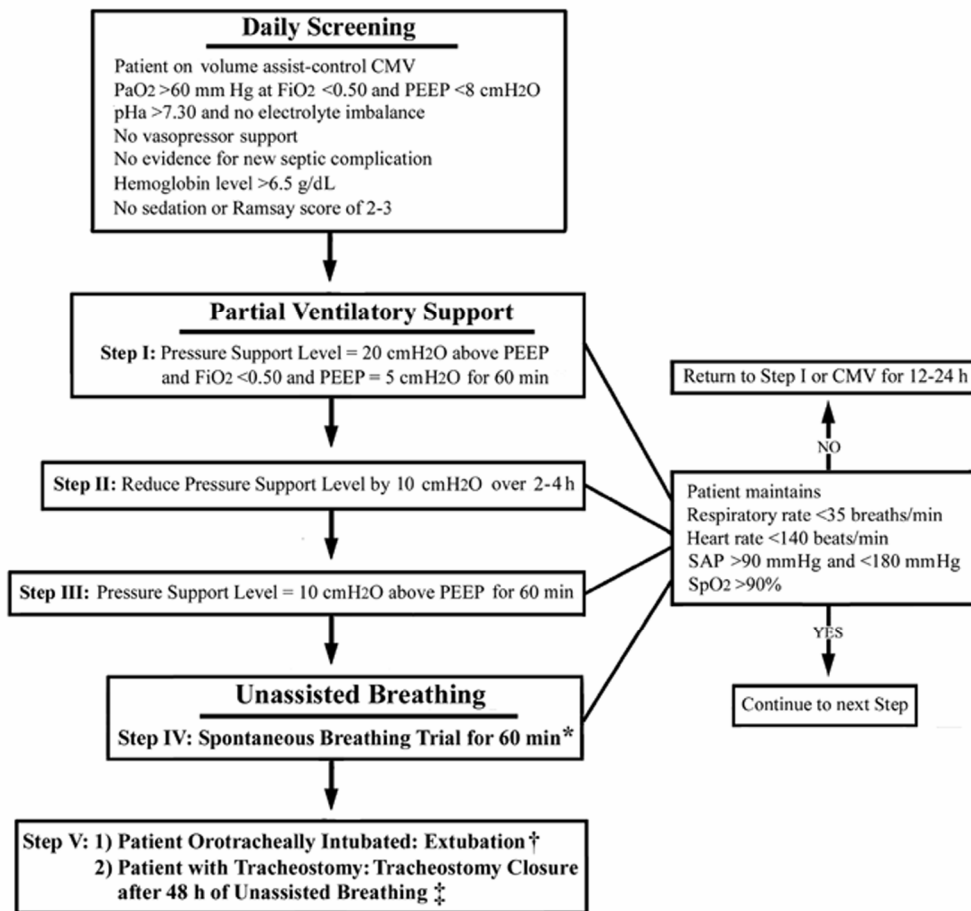 Daily Screening
Patient on volume assist-control CMV
PaO2 >60 mm Hg at FiO2 <0.50 and PEEP <8 cmH2O
pHa >7.30 and no electrolyte imbalance
No vasopressor support
No evidence for new septic complication
Hemoglobin level >6.5 g/dL
No sedation or Ramsay score of 2-3
Partial Ventilatory Support
Step I: Pressure Support Level = 20 cmH2O above PEEP
and FiO2 <0.50 and PEEP = 5 cmH2O for 60 min
Step II: Reduce Pressure Support Level by 10 cmH2O over 2-4 h
Step III: Pressure Support Level = 10 cmH2O above PEEP for 60 min
Unassisted Breathing
Step IV: Spontaneous Breathing Trial for 60 min*
Step V: 1) Patient Orotracheally Intubated: Extubation †
2) Patient with Tracheostomy: Tracheostomy Closure
after 48 h of Unassisted Breathing ‡
Return to Step I or CMV for 12-24 h
NO
Patient maintains
Respiratory rate <35 breaths/min
Heart rate <140 beats/min
SAP >90 mmHg and <180 mmHg
SpO2 >90%
YES
Continue to next Step